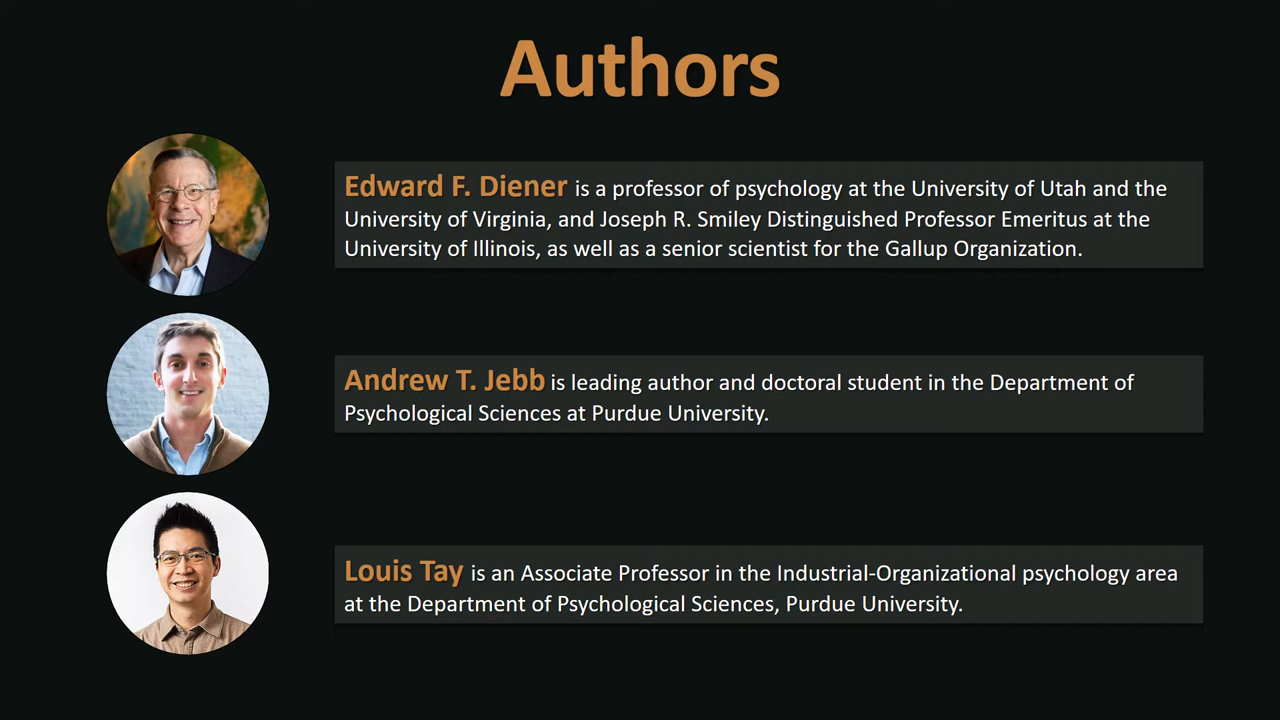 Authors
Edward F. Diener is a professor of psychology at the University of Utah and the
University of Virginia, and Joseph R. Smiley Distinguished Professor Emeritus at the
University of Illinois, as well as a senior scientist for the Gallup Organization.
Andrew T. Jebb is leading author and doctoral student in the Department of
Psychological Sciences at Purdue University.
Louis Tay is an Associate Professor in the Industrial-Organizational psychology area
at the Department of Psychological Sciences, Purdue University.